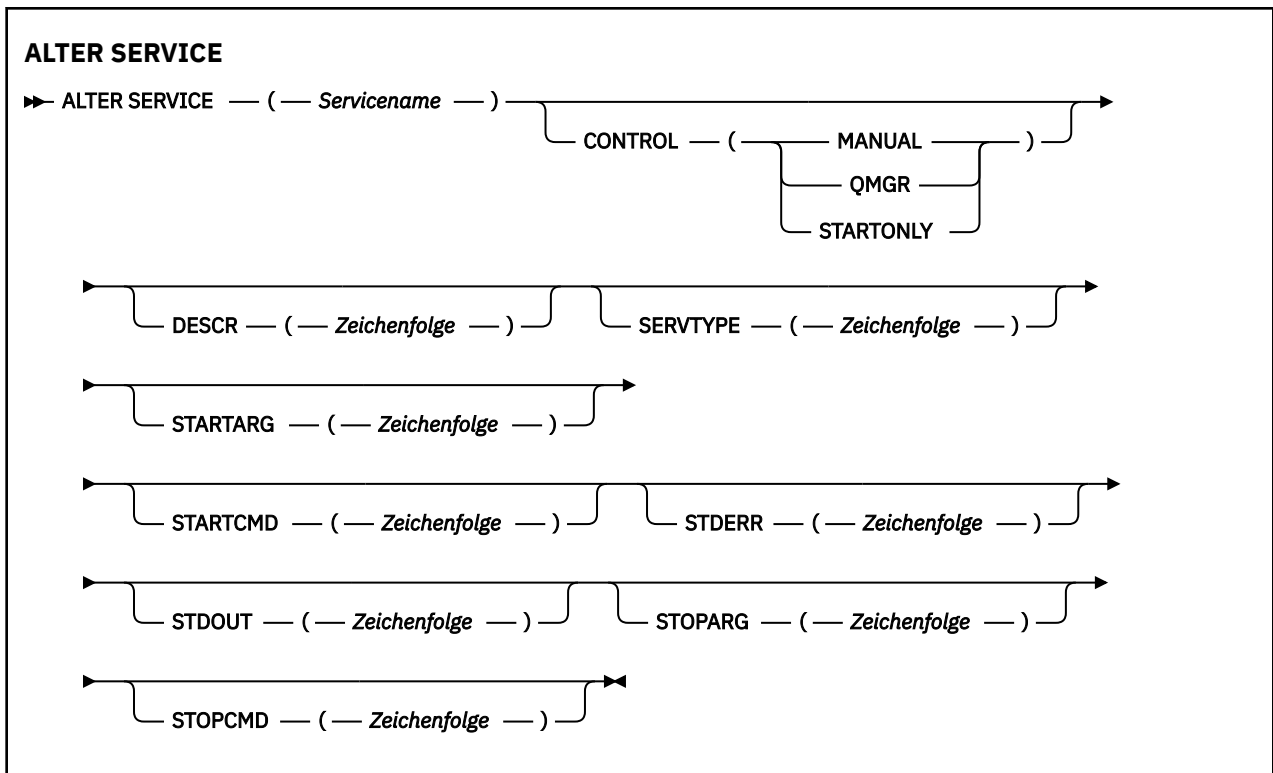 ALTER SERVICE
ALTER SERVICE ( Servicename )
CONTROL ( MANUAL )
QMGR
STARTONLY
DESCR ( Zeichenfolge ) SERVTYPE ( Zeichenfolge )
STARTARG ( Zeichenfolge )
STARTCMD ( Zeichenfolge ) STDERR ( Zeichenfolge )
STDOUT ( Zeichenfolge ) STOPARG ( Zeichenfolge )
STOPCMD ( Zeichenfolge )